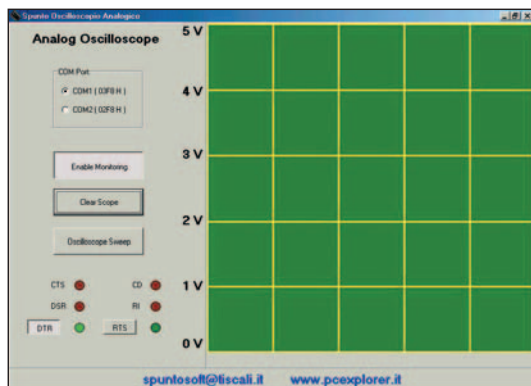 Spunto Oscilloscopio Analogico
Analog Oscilloscope
COM Port
COM1 ( 03F8 H )
COM2 ( 02F8 H )
Enable Monitoring
Clear Scope
Oscilloscope Sweep
CTS
CD
DSR
RI
DTR
RTS
5 V
4 V
3 V
2 V
1 V
0 V
spuntosoft@tiscali.it
www.pcexplorer.it